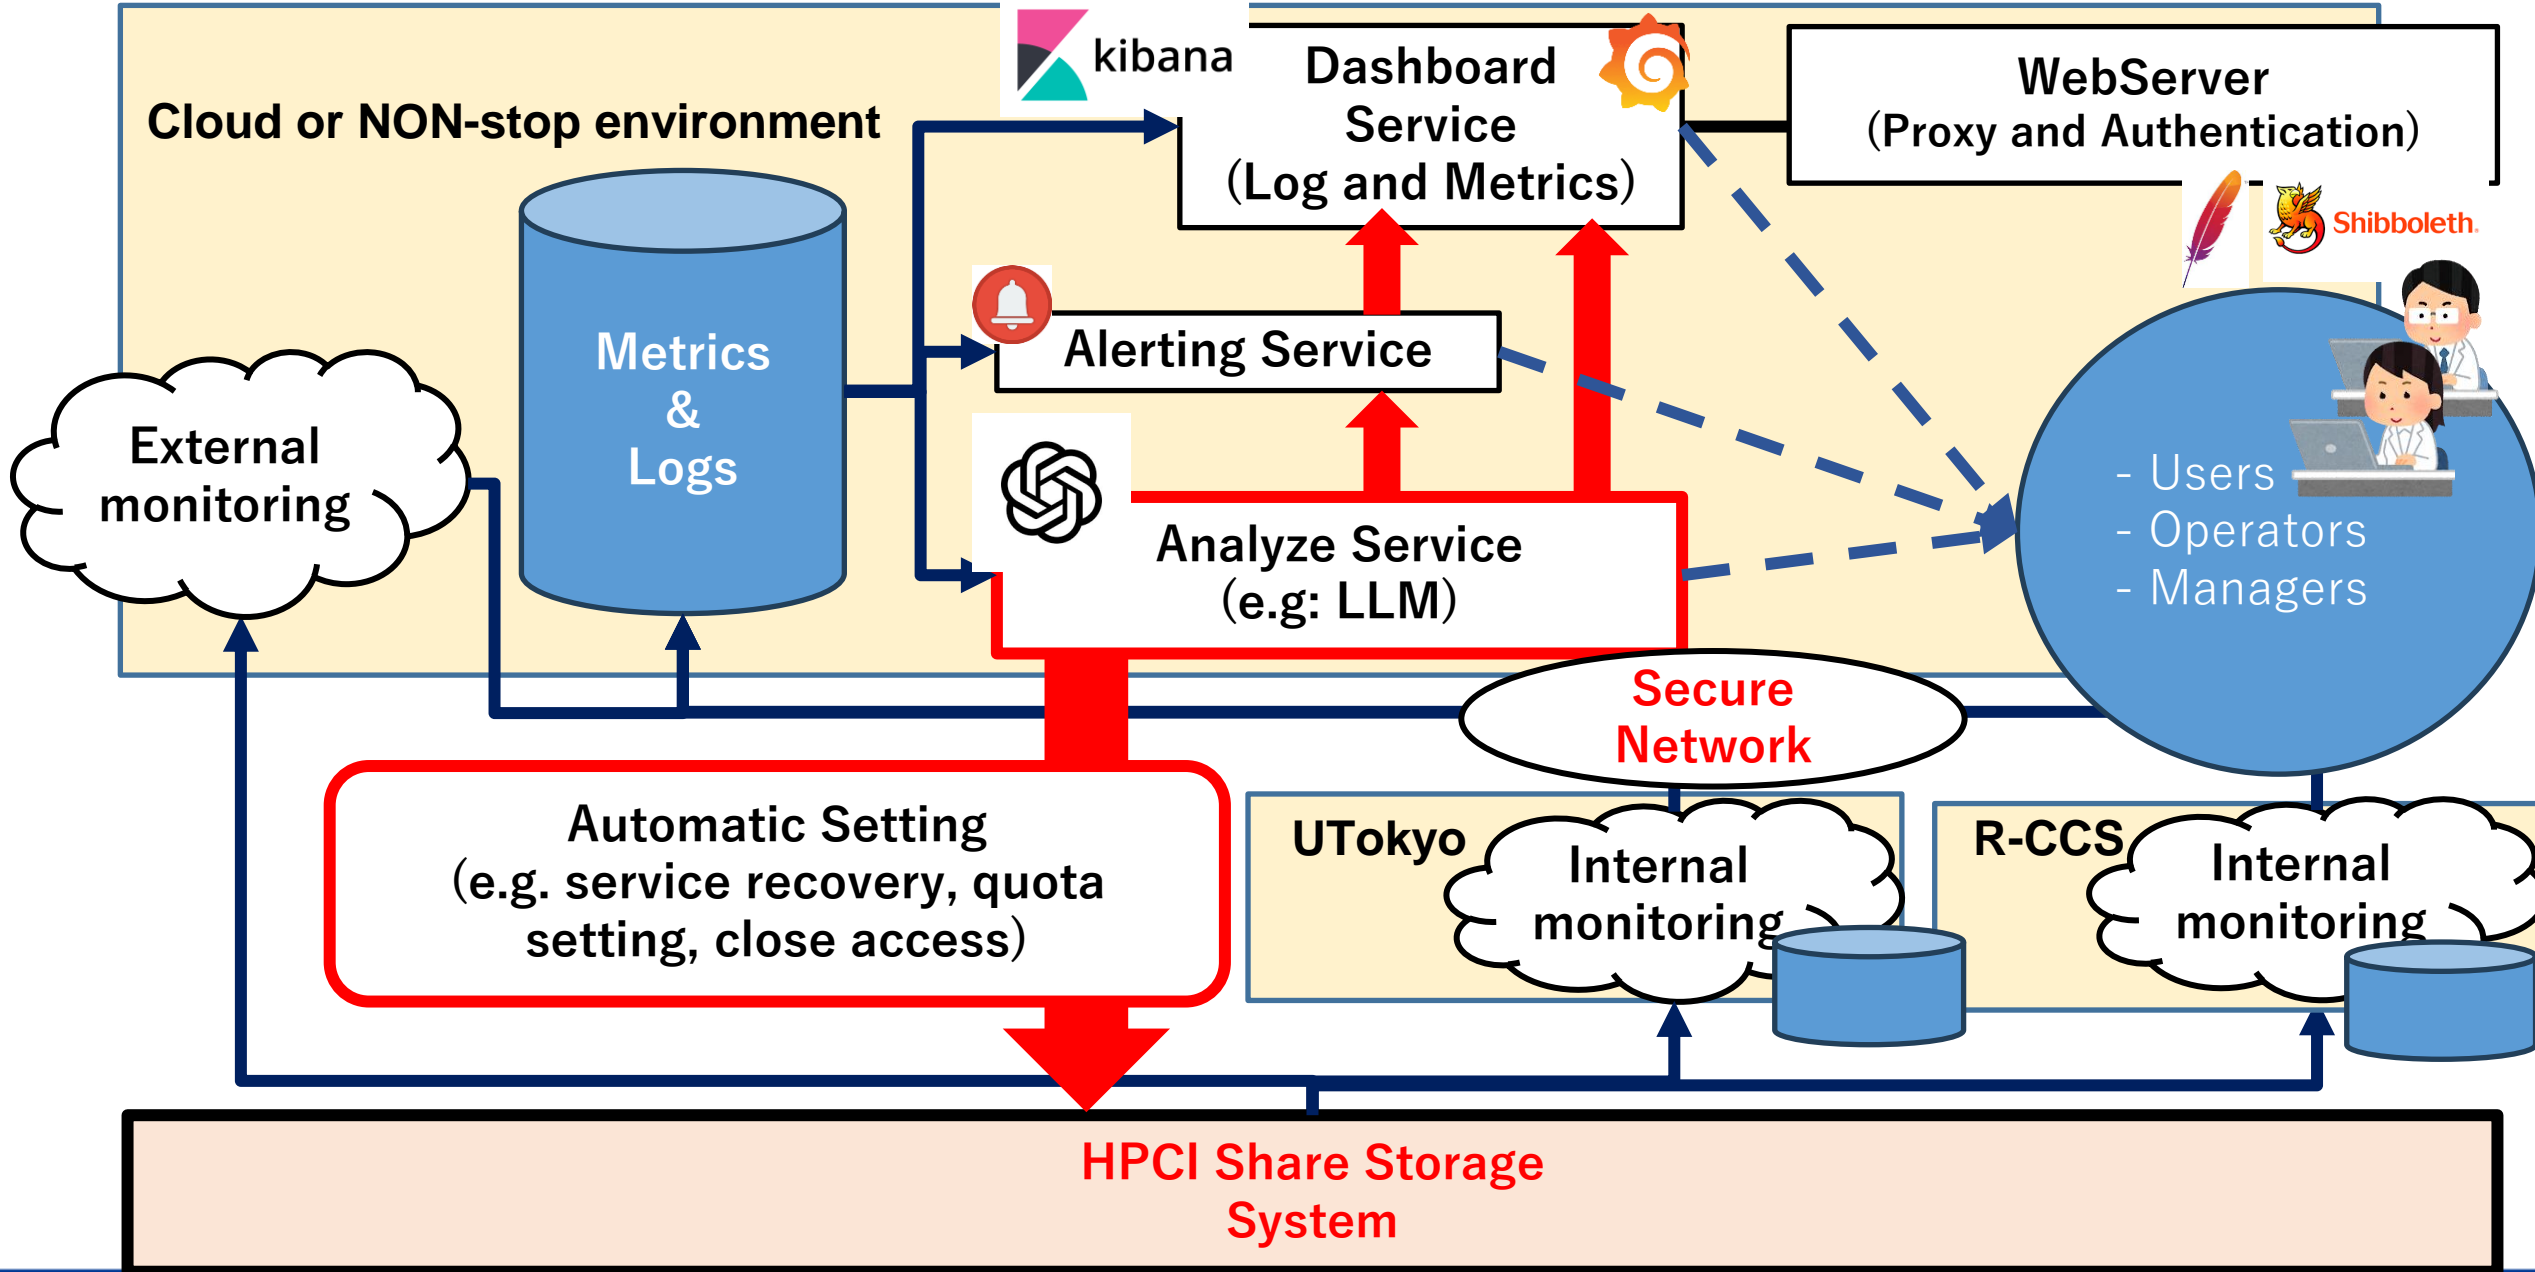 kibana
Dashboard
Service
(Log and Metrics)
WebServer
(Proxy and Authentication)
Cloud or NON-stop environment
Shibboleth.
Metrics
&
Logs
Alerting Service
External
monitoring
Analyze Service
(e.g: LLM)
- Users
- Operators
- Managers
Secure
Network
Automatic Setting
(e.g. service recovery, quota
setting, close access)
UTokyo
Internal
monitoring
R-CCS
Internal
monitoring
HPCI Share Storage
System